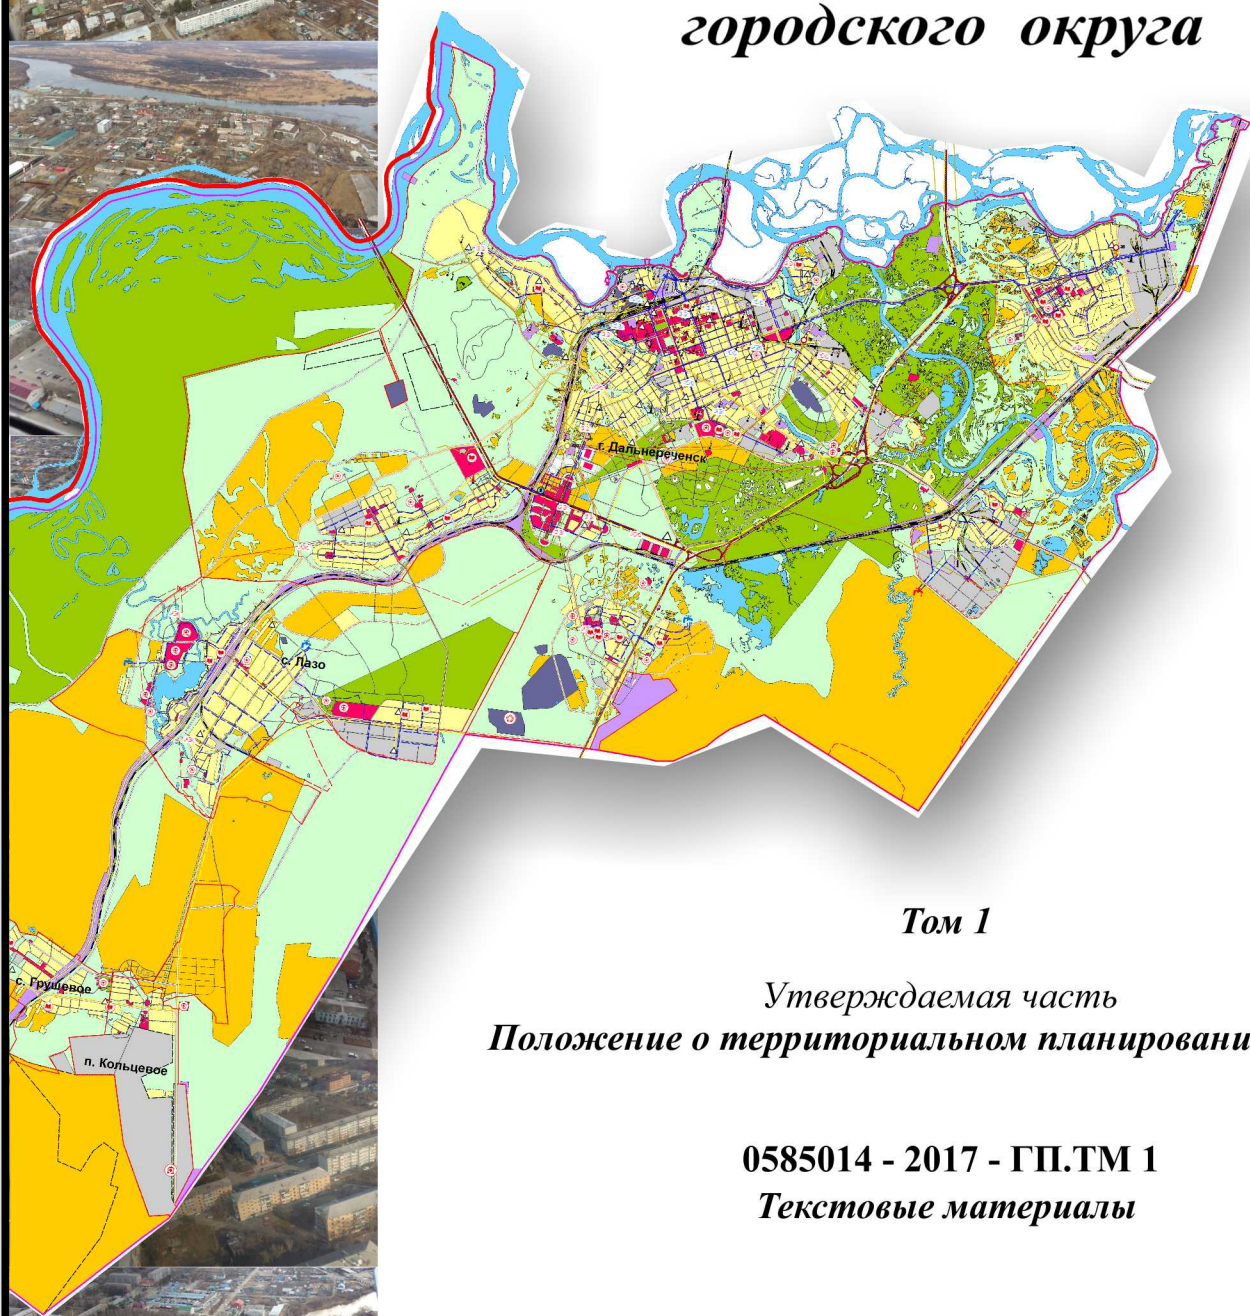 городского округа
г. Дальнереченск
с. Лазо
с. Грушевое
п. Кольцевое
Том 1
Утверждаемая часть
Положение о территориальном планировани
0585014 - 2017 - ГП.ТМ 1
Текстовые материалы